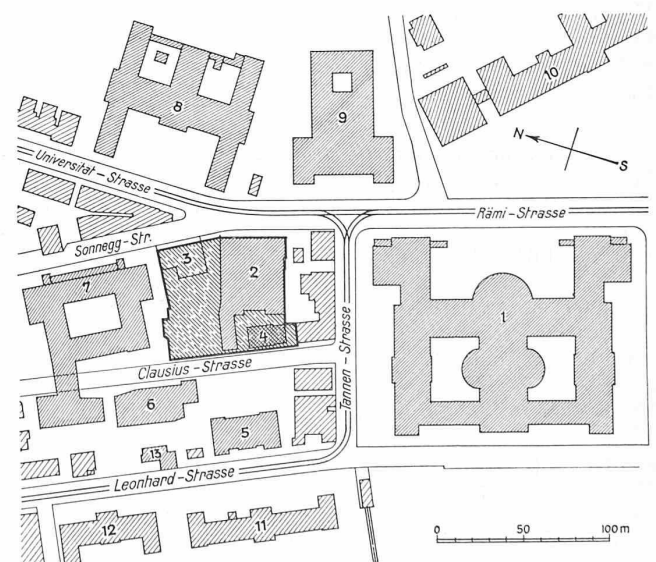 8
9
10
N
S
Universität-Strasse
Rämi-Strasse
Sonnegg-Str.
3
2
7
1
4
Tannen-Strasse
Clausius-Strasse
6
5
13
Leonhard-Strasse
12
11
0 50 100 m